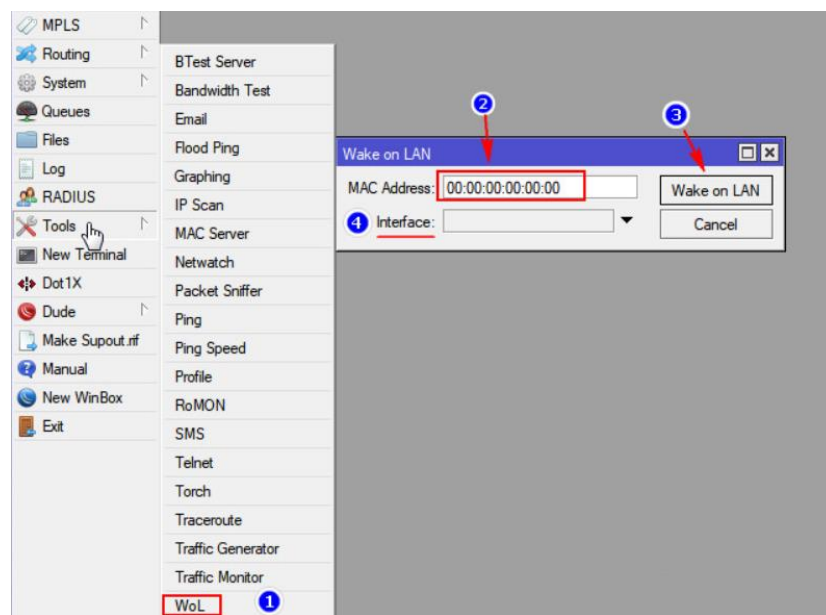 MPLS
Routing
System
Queues
Files
Log
RADIUS
Tools
New Terminal
Dot1X
Dude
Make Supout.rif
Manual
New WinBox
Exit
BTest Server
Bandwidth Test
Email
Flood Ping
Graphing
IP Scan
MAC Server
Netwatch
Packet Sniffer
Ping
Ping Speed
Profile
RoMON
SMS
Telnet
Torch
Traceroute
Traffic Generator
Traffic Monitor
WoL 1
2
3
Wake on LAN
MAC Address: 00:00:00:00:00:00 Wake on LAN
4 Interface: Cancel